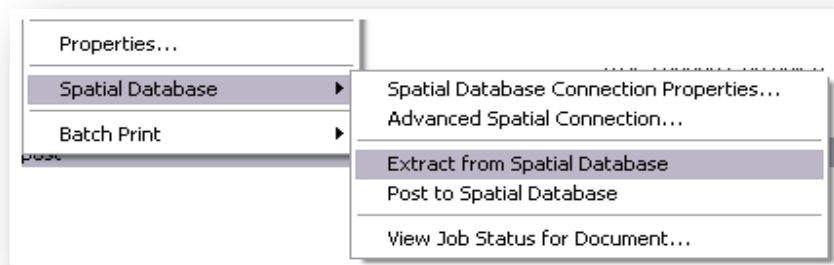 Properties...
Spatial Database
Batch Print
Spatial Database Connection Properties...
Advanced Spatial Connection...
Extract from Spatial Database
Post to Spatial Database
View Job Status for Document...